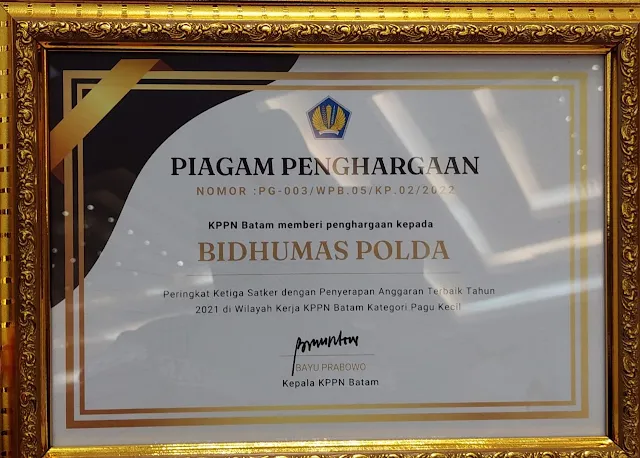 PIAGAM PENGHARGAAN
NOMOR :PG-003/WPB.05/KP.02/2022
KPPN Batam memberi penghargaan kepada
BIDHUMAS POLDA
Peringkat Ketiga Satker dengan Penyerapan Anggaran Terbaik Tahun
2021 di Wilayah Kerja KPPN Batam Kategori Pagu Kecil
BAYU PRABOWO
Kepala KPPN Batam